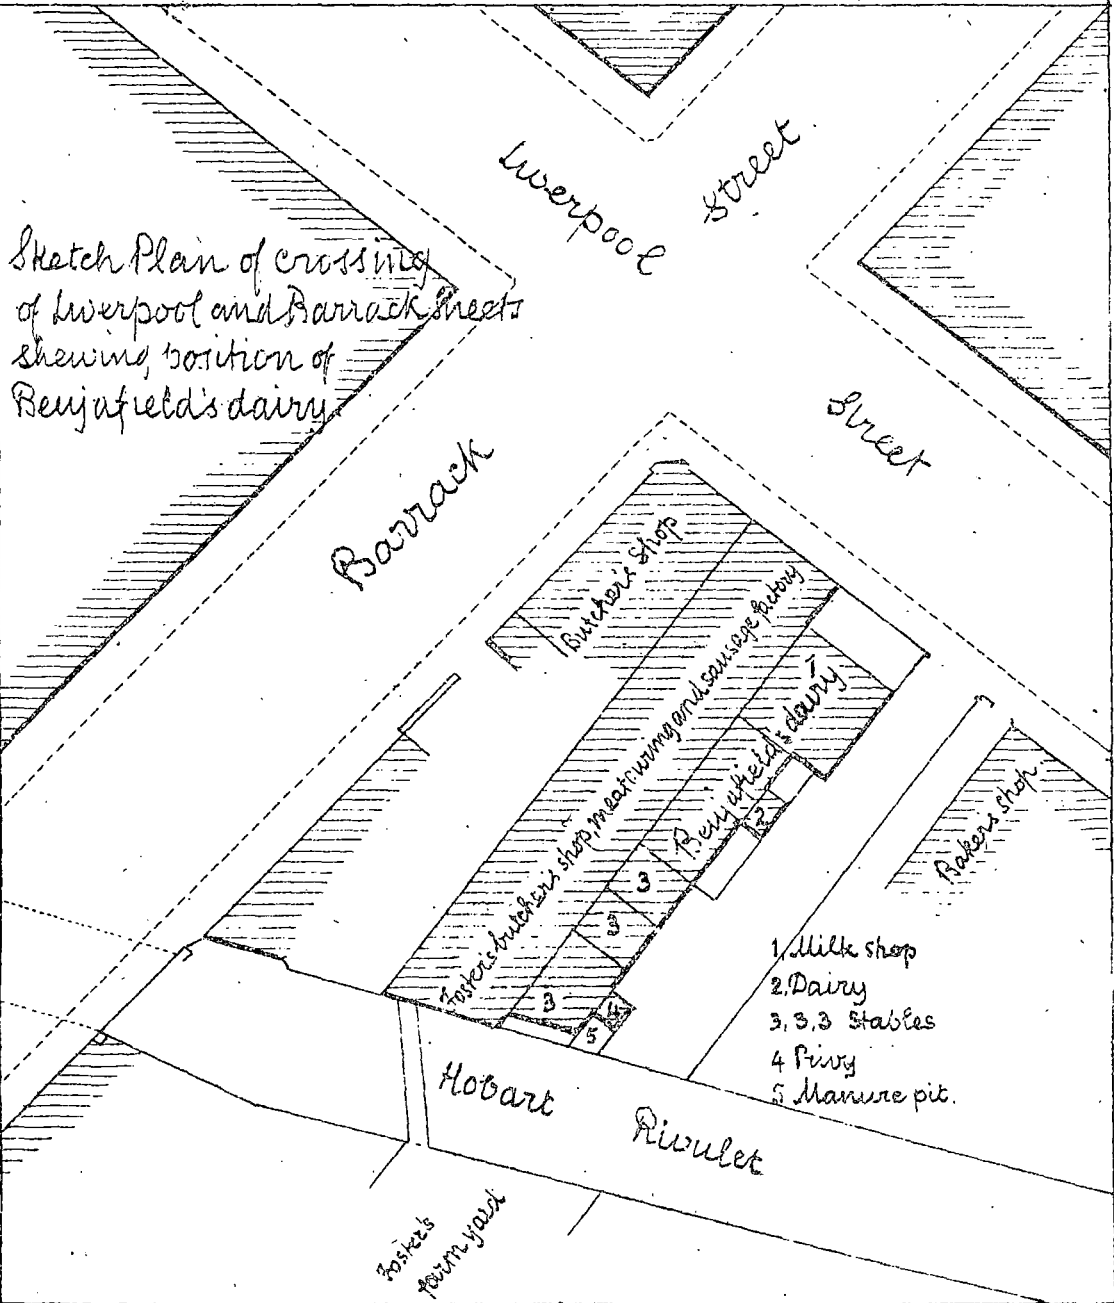 Sketch Plan of crossing
of Liverpool and Barrack Streets
shewing position of
Benjafield's dairy
Liverpool Street
Barrack Street
Butcher's Shop
Foster's butcher's shop, meat curing and sausage factory
1
Benjafield's dairy
2
3
3
3
4
5
Baker's shop
1, Milk shop
2, Dairy
3, 3, 3 Stables
4 Privy
5 Manure pit.
Hobart Rivulet
Foster's
farm yard